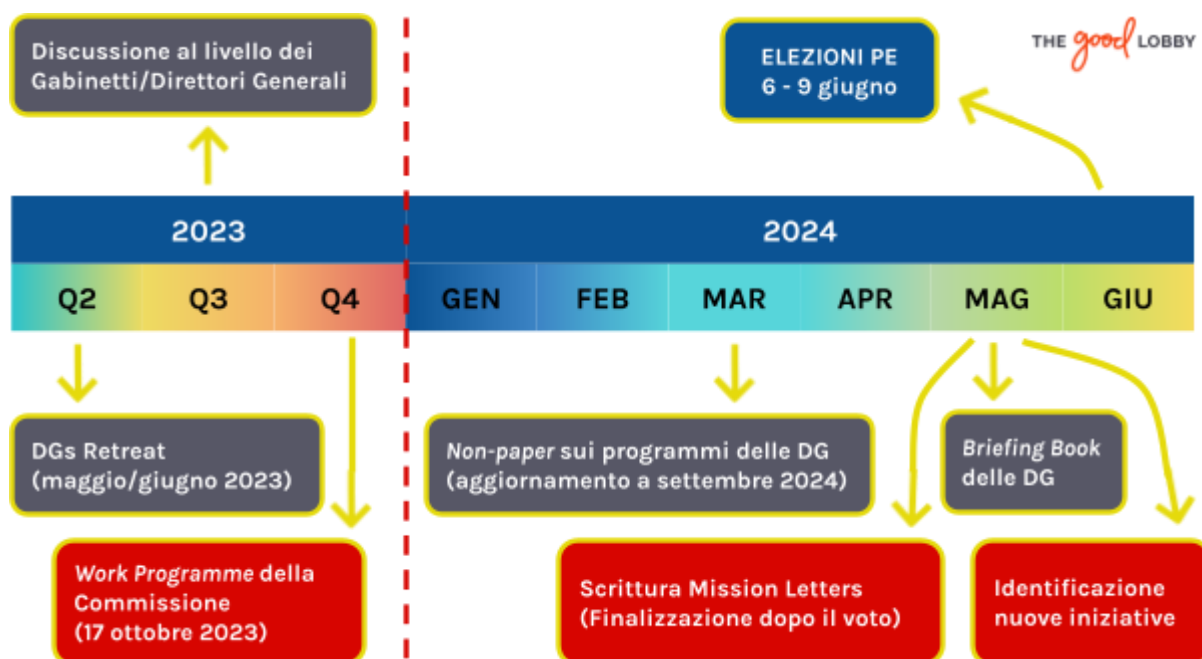 Discussione al livello dei
Gabinetti/Direttori Generali
ELEZIONI PE
6 - 9 giugno
THE good LOBBY
2023
2024
Q2
Q3
Q4
GEN
FEB
MAR
APR
MAG
GIU
DGs Retreat
(maggio/giugno 2023)
Non-paper sui programmi delle DG
(aggiornamento a settembre 2024)
Briefing Book
delle DG
Work Programme della
Commissione
(17 ottobre 2023)
Scrittura Mission Letters
(Finalizzazione dopo il voto)
Identificazione
nuove iniziative